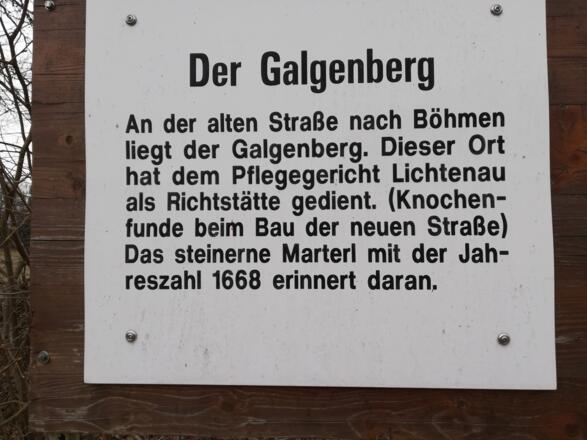 Der Galgenberg
An der alten Straße nach Böhmen
liegt der Galgenberg. Dieser Ort
hat dem Pflegegericht Lichtenau
als Richtstätte gedient. (Knochen-
funde beim Bau der neuen Straße)
Das steinerne Marterl mit der Jah-
reszahl 1668 erinnert daran.